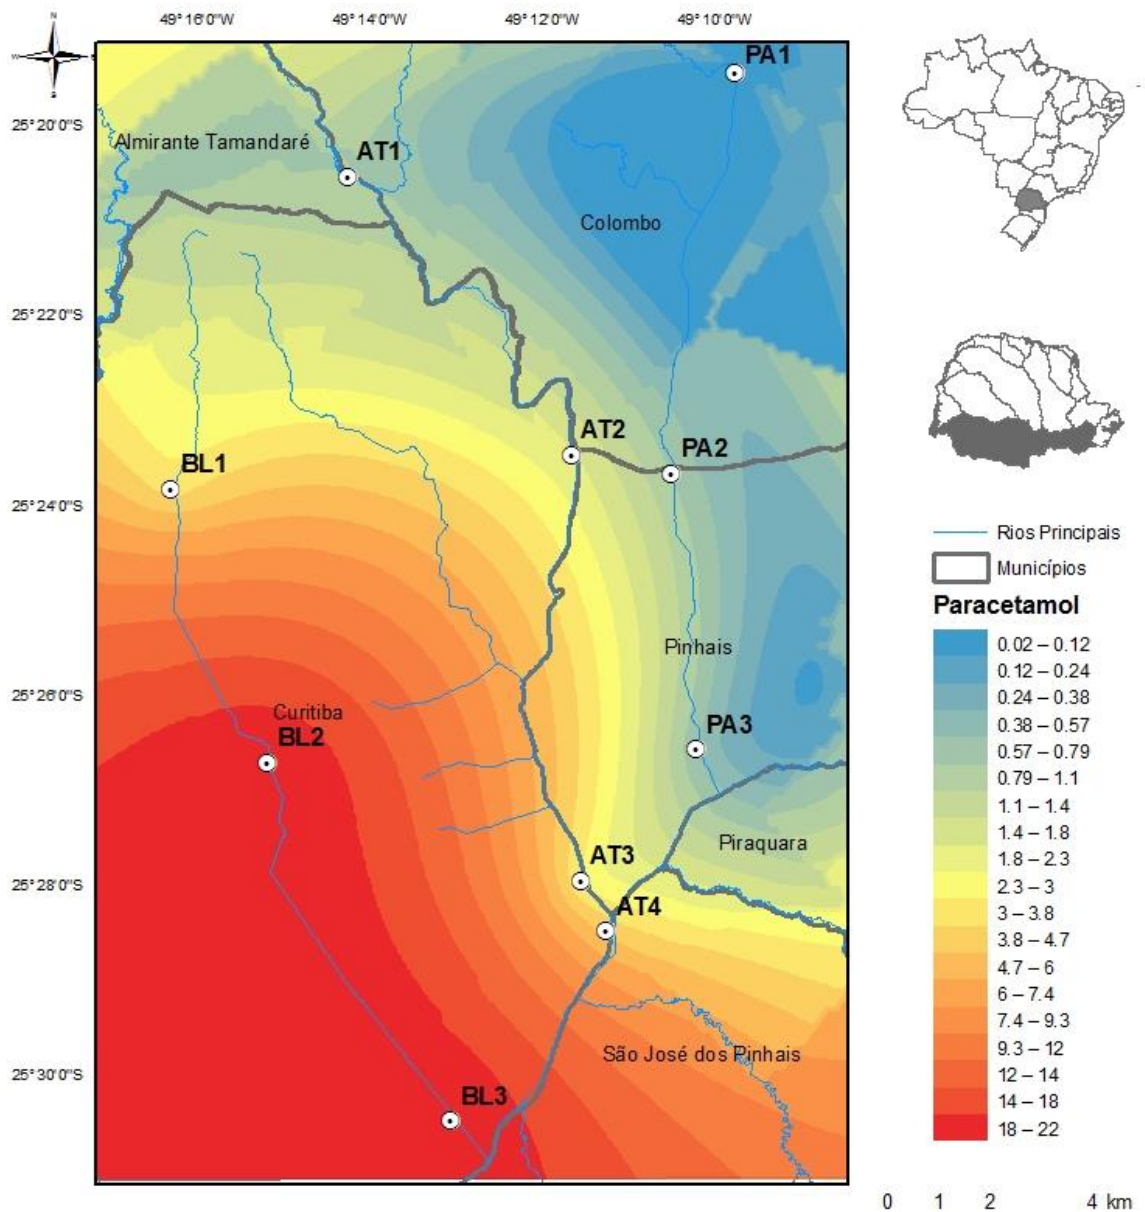 49°16'0"W 49°14'0"W 49°12'0"W 49°10'0"W
N
W
S
PA1
25°20'0"S
Almirante Tamandaré
AT1
Colombo
25°22'0"S
AT2
PA2
BL1
25°24'0"S
Rios Principais
Municípios
Paracetamol
0.02 – 0.12
0.12 – 0.24
0.24 – 0.38
0.38 – 0.57
0.57 – 0.79
0.79 – 1.1
1.1 – 1.4
1.4 – 1.8
1.8 – 2.3
2.3 – 3
3 – 3.8
3.8 – 4.7
4.7 – 6
6 – 7.4
7.4 – 9.3
9.3 – 12
12 – 14
14 – 18
18 – 22
Pinhais
25°26'0"S
Curitiba
BL2
PA3
Piraquara
AT3
25°28'0"S
AT4
São José dos Pinhais
25°30'0"S
BL3
0 1 2 4 km